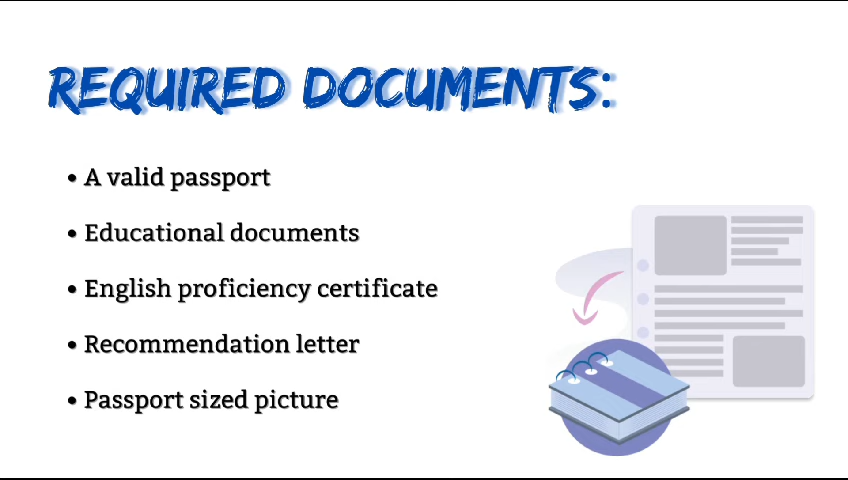 REQUIRED DOCUMENTS:
• A valid passport
• Educational documents
• English proficiency certificate
• Recommendation letter
• Passport sized picture